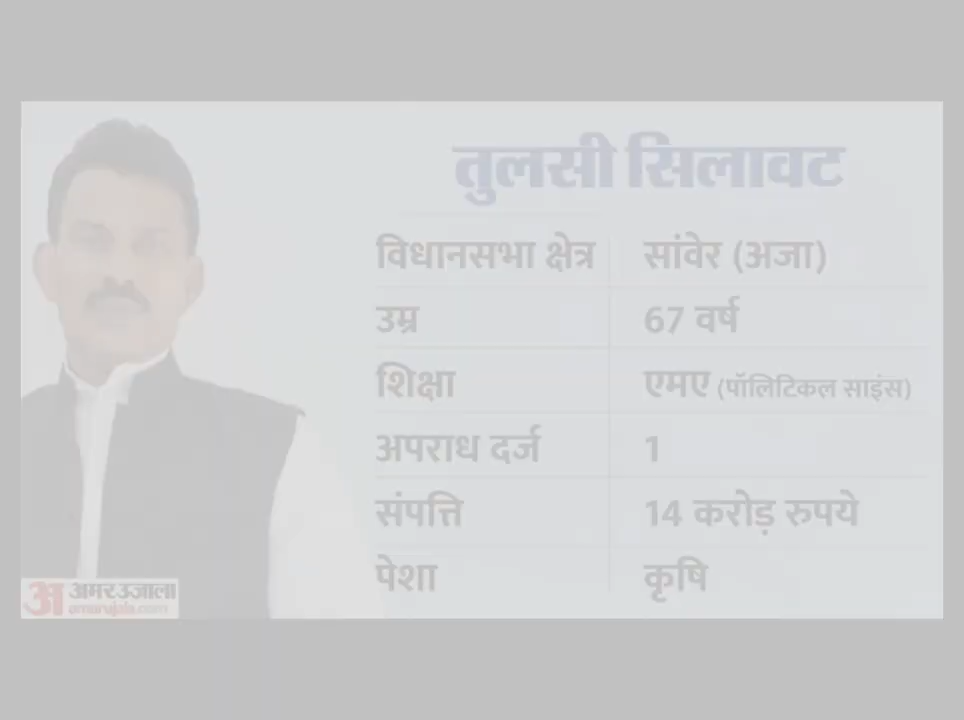 तुलसी सिलावट
विधानसभा क्षेत्र सांवेर (अजा)
उम्र 67 वर्ष
शिक्षा एमए (पॉलिटिकल साइंस)
अपराध दर्ज 1
संपत्ति 14 करोड़ रुपये
पेशा कृषि
अ अमर उजाला
amarujala.com